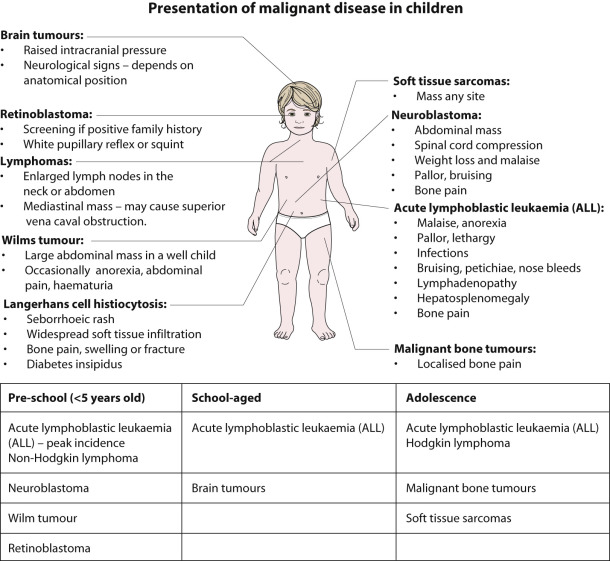 Presentation of malignant disease in children
Brain tumours:
• Raised intracranial pressure
• Neurological signs – depends on
anatomical position
Retinoblastoma:
• Screening if positive family history
• White pupillary reflex or squint
Lymphomas:
• Enlarged lymph nodes in the
neck or abdomen
• Mediastinal mass – may cause superior
vena caval obstruction.
Wilms tumour:
• Large abdominal mass in a well child
• Occasionally anorexia, abdominal
pain, haematuria
Langerhans cell histiocytosis:
• Seborrhoeic rash
• Widespread soft tissue infiltration
• Bone pain, swelling or fracture
• Diabetes insipidus
Soft tissue sarcomas:
• Mass any site
Neuroblastoma:
• Abdominal mass
• Spinal cord compression
• Weight loss and malaise
• Pallor, bruising
• Bone pain
Acute lymphoblastic leukaemia (ALL):
• Malaise, anorexia
• Pallor, lethargy
• Infections
• Bruising, petichiae, nose bleeds
• Lymphadenopathy
• Hepatosplenomegaly
• Bone pain
Malignant bone tumours:
• Localised bone pain
Pre-school (<5 years old) School-aged Adolescence
Acute lymphoblastic leukaemia
(ALL) – peak incidence
Non-Hodgkin lymphoma
Acute lymphoblastic leukaemia (ALL)
Acute lymphoblastic leukaemia (ALL)
Hodgkin lymphoma
Neuroblastoma Brain tumours Malignant bone tumours
Wilm tumour Soft tissue sarcomas
Retinoblastoma